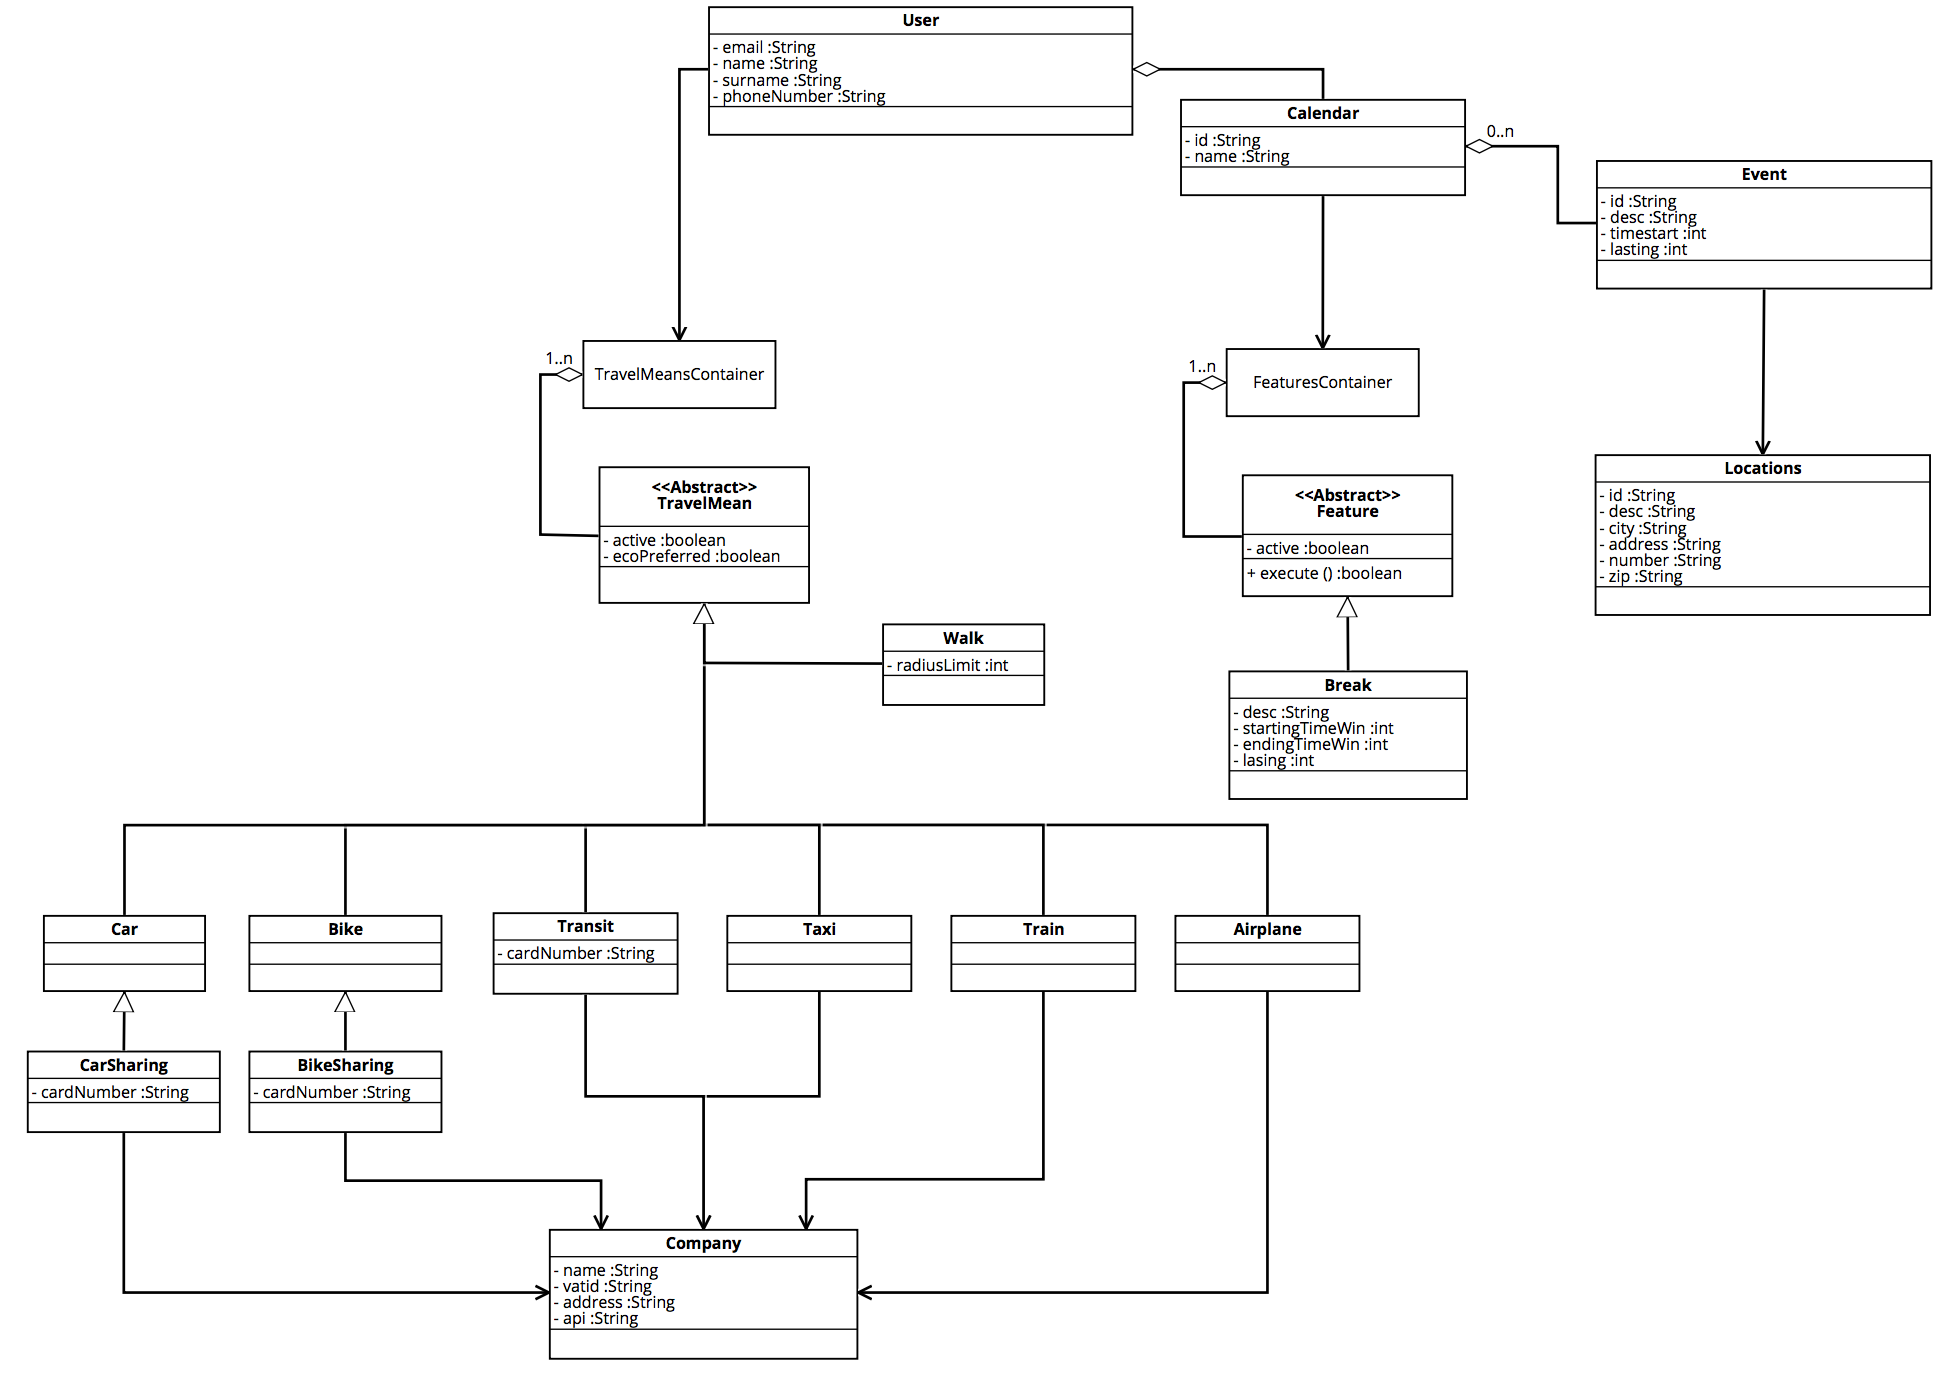 User
- email :String
- name :String
- surname :String
- phoneNumber :String
Calendar
- id :String
- name :String
0..n
Event
- id :String
- desc :String
- timestart :int
- lasting :int
1..n
TravelMeansContainer
1..n
FeaturesContainer
<<Abstract>>
TravelMean
- active :boolean
- ecoPreferred :boolean
<<Abstract>>
Feature
- active :boolean
+ execute () :boolean
Locations
- id :String
- desc :String
- city :String
- address :String
- number :String
- zip :String
Walk
- radiusLimit :int
Break
- desc :String
- startingTimeWin :int
- endingTimeWin :int
- lasing :int
Car
Bike
Transit
- cardNumber :String
Taxi
Train
Airplane
CarSharing
- cardNumber :String
BikeSharing
- cardNumber :String
Company
- name :String
- vatid :String
- address :String
- api :String